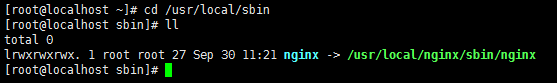 [root@localhost ~]# cd /usr/local/sbin
[root@localhost sbin]# ll
total 0
lrwxrwxrwx. 1 root root 27 Sep 30 11:21 nginx -> /usr/local/nginx/sbin/nginx
[root@localhost sbin]#